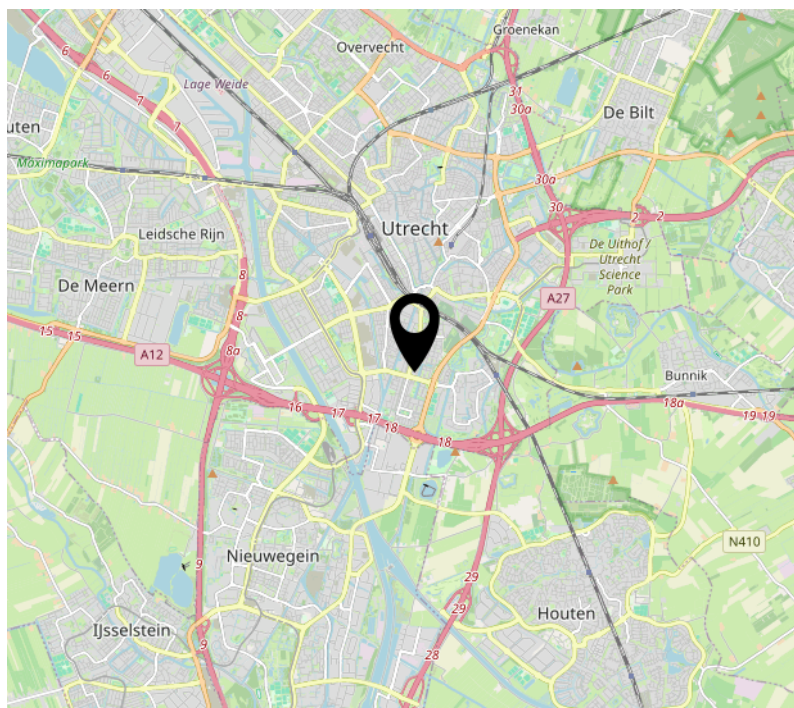 Groenekan
Overvecht
6
6
Lage Weide
7
7
31
30a
De Bilt
uten
Maximapark
30a
30
2
2
Utrecht
Leidsche Rijn
De Uithof /
Utrecht
Science
Park
8
De Meern
A27
8
15
15
A12
8a
Bunnik
16
17
17
18
18
18a
19
19
N410
Nieuwegein
9
29
29
Houten
IJsselstein
9
28